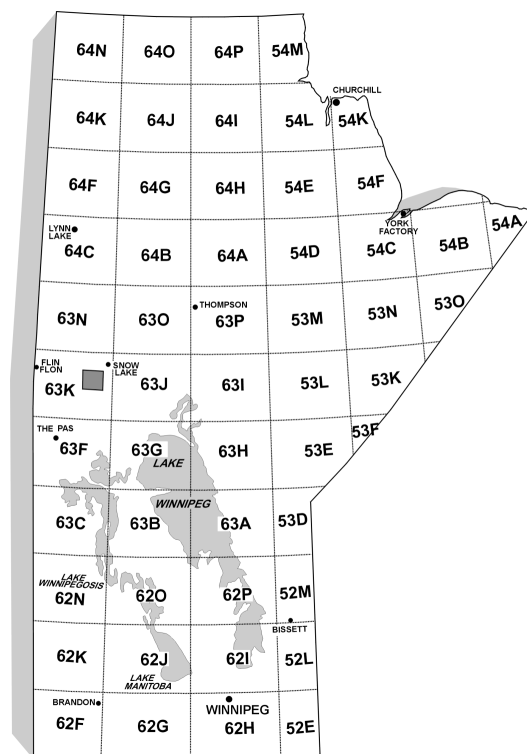 64N 64O 64P 54M
CHURCHILL
64K 64J 64I 54L 54K
64F 64G 64H 54E 54F
LYNN
LAKE
YORK
FACTORY
54A
64C 64B 64A 54D 54C 54B
THOMPSON
63N 63O 63P 53M 53N 53O
FLIN
FLON
SNOW
LAKE
63K 63J 63I 53L 53K
THE PAS
63F 63G 63H 53E 53F
LAKE
WINNIPEG
63C 63B 63A 53D
LAKE
WINNIPEGOSIS
62N 62O 62P 52M
BISSETT
62K 62J 62I 52L
LAKE
MANITOBA
BRANDON
WINNIPEG
62F 62G 62H 52E